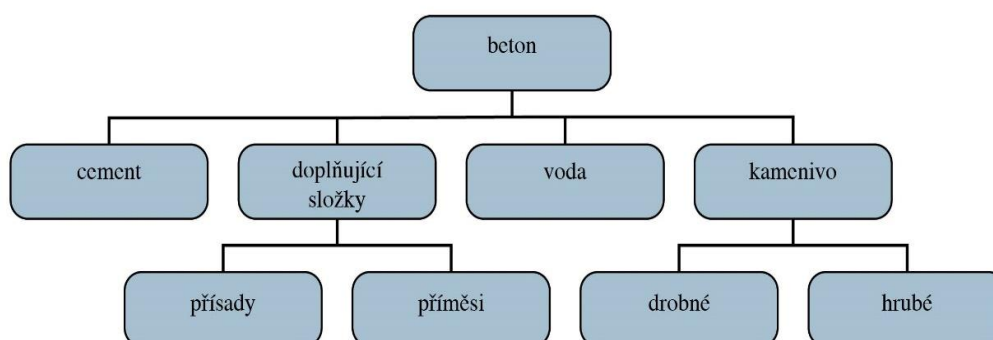 beton
cement
doplňující
složky
voda
kamenivo
přísady
příměsi
drobné
hrubé